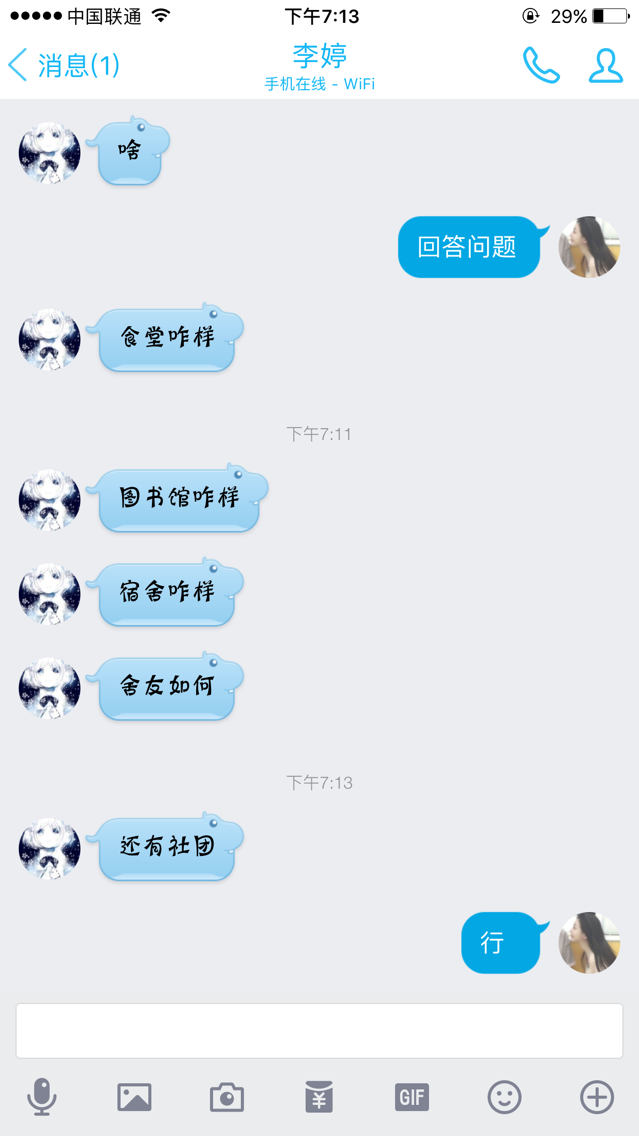 中国联通 下午7:13 29%
消息(1) 李婷
手机在线 - WiFi
啥
回答问题
食堂咋样
下午7:11
图书馆咋样
宿舍咋样
舍友如何
下午7:13
还有社团
行
¥ GIF